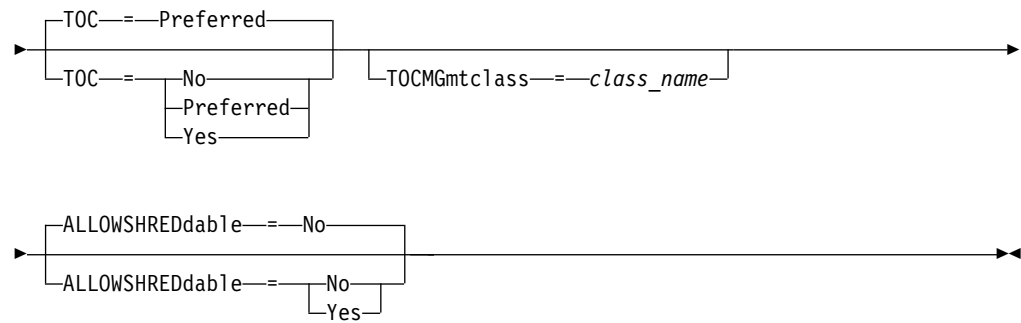 TOC = Preferred
TOC = No
Preferred
Yes
TOCMGmtclass = class_name
ALLOWSHREDdable = No
ALLOWSHREDdable = No
Yes